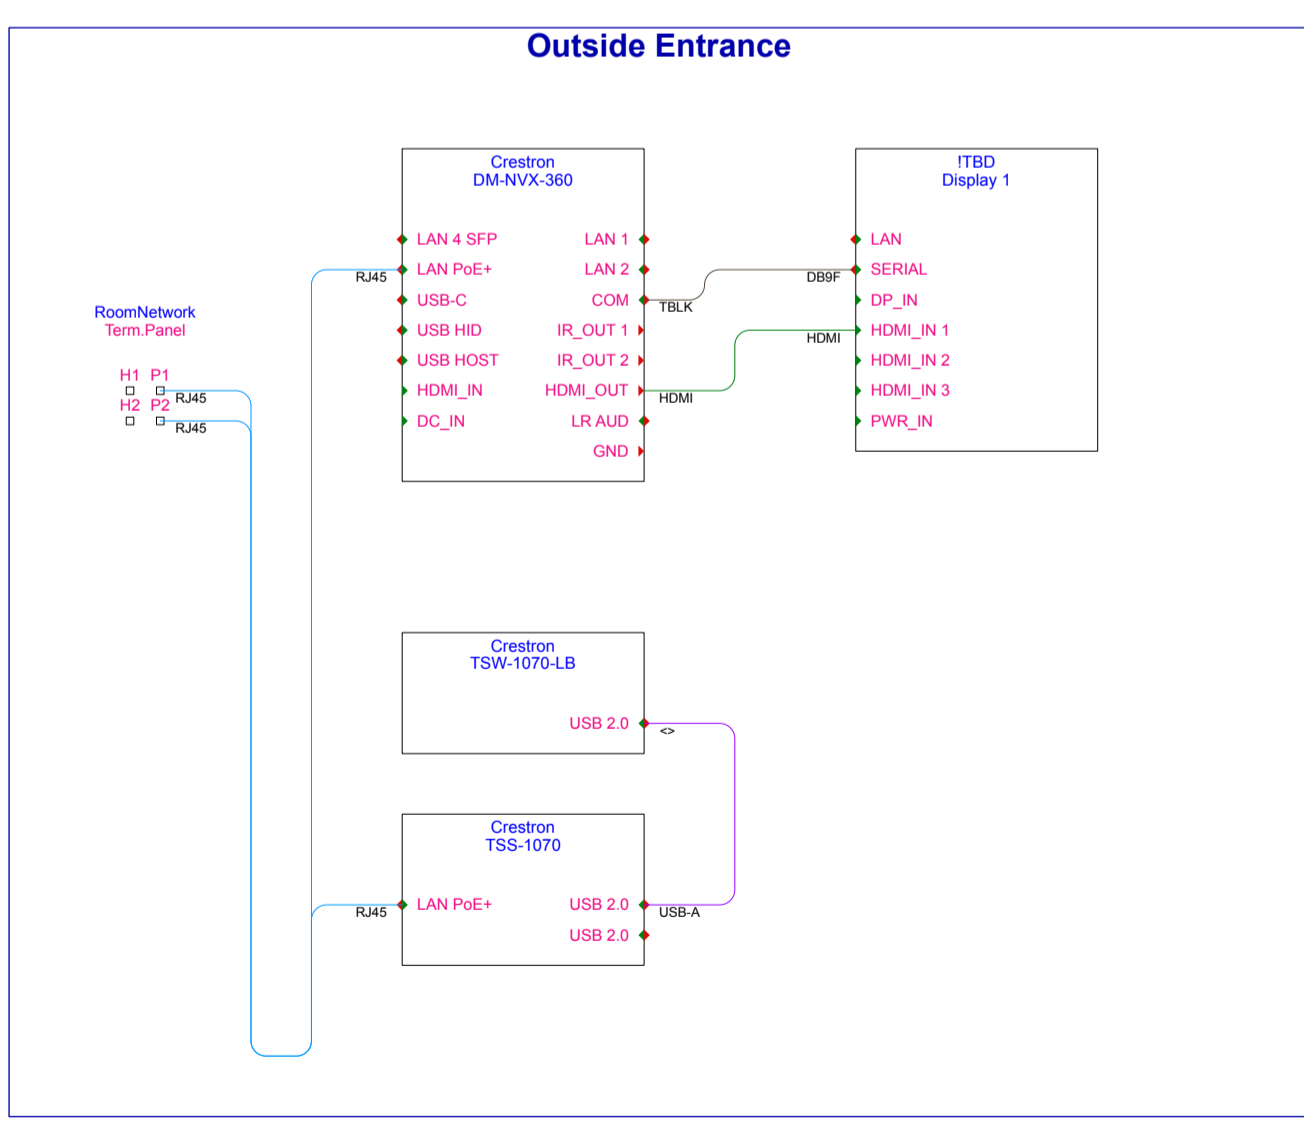 Outside Entrance
Crestron
DM-NVX-360
LAN 4 SFP
LAN PoE+
USB-C
USB HID
USB HOST
HDMI_IN
DC_IN
LAN 1
LAN 2
COM
IR_OUT 1
IR_OUT 2
HDMI_OUT
LR AUD
GND
RJ45
TBLK
HDMI
!TBD
Display 1
LAN
SERIAL
DP_IN
HDMI_IN 1
HDMI_IN 2
HDMI_IN 3
PWR_IN
DB9F
HDMI
RoomNetwork
Term.Panel
H1 P1
RJ45
H2 P2
RJ45
Crestron
TSW-1070-LB
USB 2.0
<>
Crestron
TSS-1070
RJ45
LAN PoE+
USB 2.0
USB-A
USB 2.0